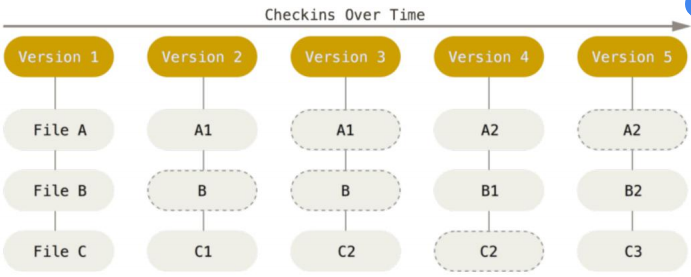 Checkins Over Time
Version 1 Version 2 Version 3 Version 4 Version 5
File A A1 A1 A2 A2
File B B B B1 B2
File C C1 C2 C2 C3